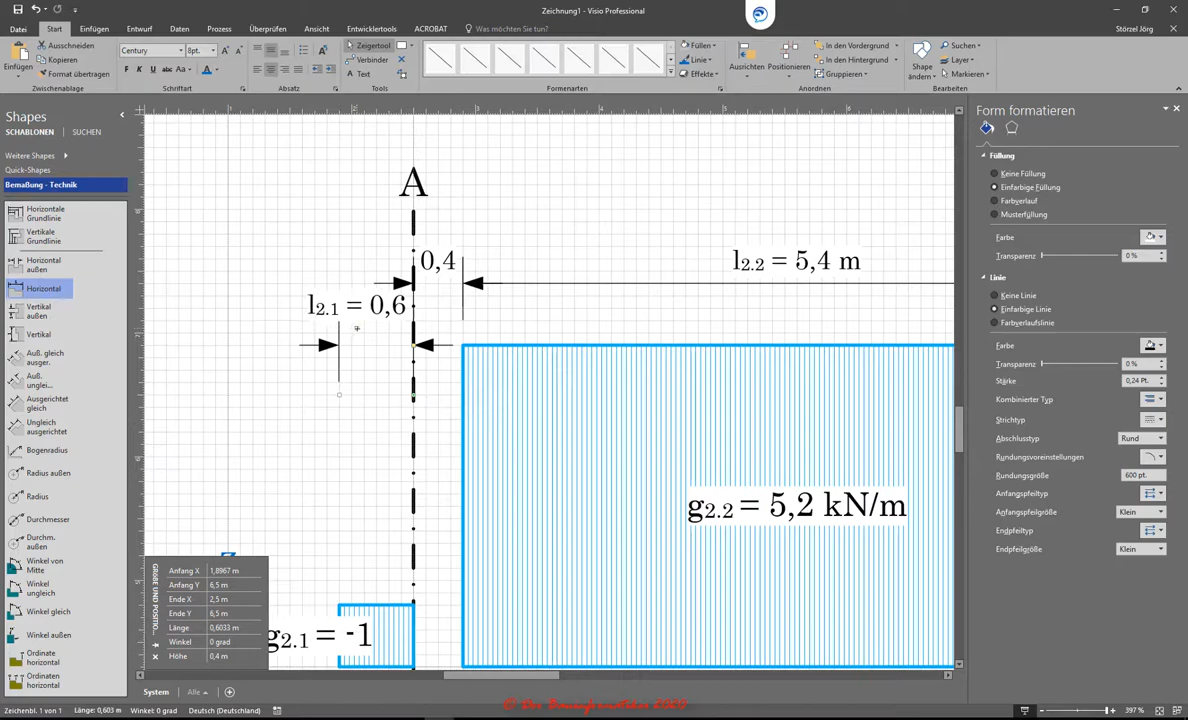 Zeichnung1 - Visio Professional
Datei Start Einfügen Entwurf Daten Prozess Überprüfen Ansicht Entwicklertools ACROBAT Was möchten Sie tun? Störzel Jörg
Einfügen
Ausschneiden
Kopieren
Format übertragen
Century 8pt.
F K U abc Aa A
Zeigertool
Verbinder
Text
Füllen
Linie
Effekte
Ausrichten Positionieren
In den Vordergrund
In den Hintergrund
Gruppieren
Shape ändern
Suchen
Layer
Markieren
Zwischenablage Schriftart Absatz Tools Formenarten Anordnen Bearbeiten
Shapes
SCHABLONEN SUCHEN
Weitere Shapes
Quick-Shapes
Bemaßung - Technik
Horizontale Grundlinie
Vertikale Grundlinie
Horizontal außen
Horizontal
Vertikal außen
Vertikal
Auß. gleich ausger.
Auß. unglei...
Ausgerichtet gleich
Ungleich ausgerichtet
Bogenradius
Radius außen
Radius
Durchmesser
Durchm. außen
Winkel von Mitte
Winkel ungleich
Winkel gleich
Winkel außen
Ordinate horizontal
Ordinaten horizontal
A
0,4
l2.2 = 5,4 m
l2.1 = 0,6
g2.2 = 5,2 kN/m
g2.1 = -1
GRÖßE UND POSITIO...
Anfang X 1,8967 m
Anfang Y 6,5 m
Ende X 2,5 m
Ende Y 6,5 m
Länge 0,6033 m
Winkel 0 grad
Höhe 0,4 m
Form formatieren
Füllung
Keine Füllung
Einfarbige Füllung
Farbverlauf
Musterfüllung
Farbe
Transparenz 0 %
Linie
Keine Linie
Einfarbige Linie
Farbverlaufslinie
Farbe
Transparenz 0 %
Stärke 0,24 Pt.
Kombinierter Typ
Strichtyp
Abschlusstyp Rund
Rundungsvoreinstellungen
Rundungsgröße 600 pt.
Anfangspfeiltyp
Anfangspfeilgröße Klein
Endpfeiltyp
Endpfeilgröße Klein
System Alle
© Der Bauinformatiker 2020
Zeichenbl. 1 von 1 Länge: 0,603 m Winkel: 0 grad Deutsch (Deutschland) 397 %